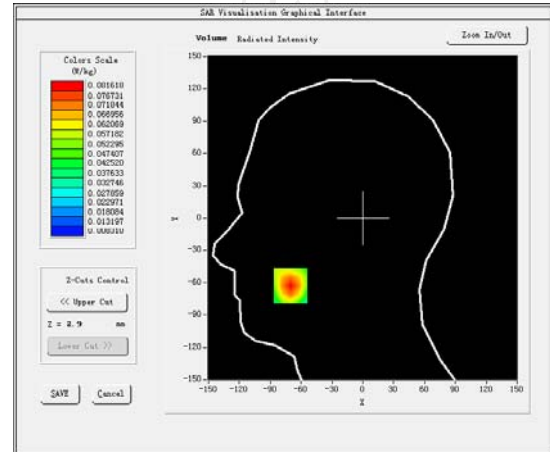 SAR Visualisation Graphical Interface
Volume Radiated Intensity
Zoom In/Out
Colors Scale
(W/kg)
0.081618
0.076731
0.071844
0.066956
0.062069
0.057182
0.052295
0.047407
0.042520
0.037633
0.032746
0.027859
0.022971
0.018084
0.013197
0.008310
150
120
90
60
30
0
-30
-60
-90
-120
-150
Y
-150 -120 -90 -60 -30 0 30 60 90 120 150
X
Z-Cuts Control
<< Upper Cut
Z = 2.9 mm
Lower Cut >>
SAVE
Cancel